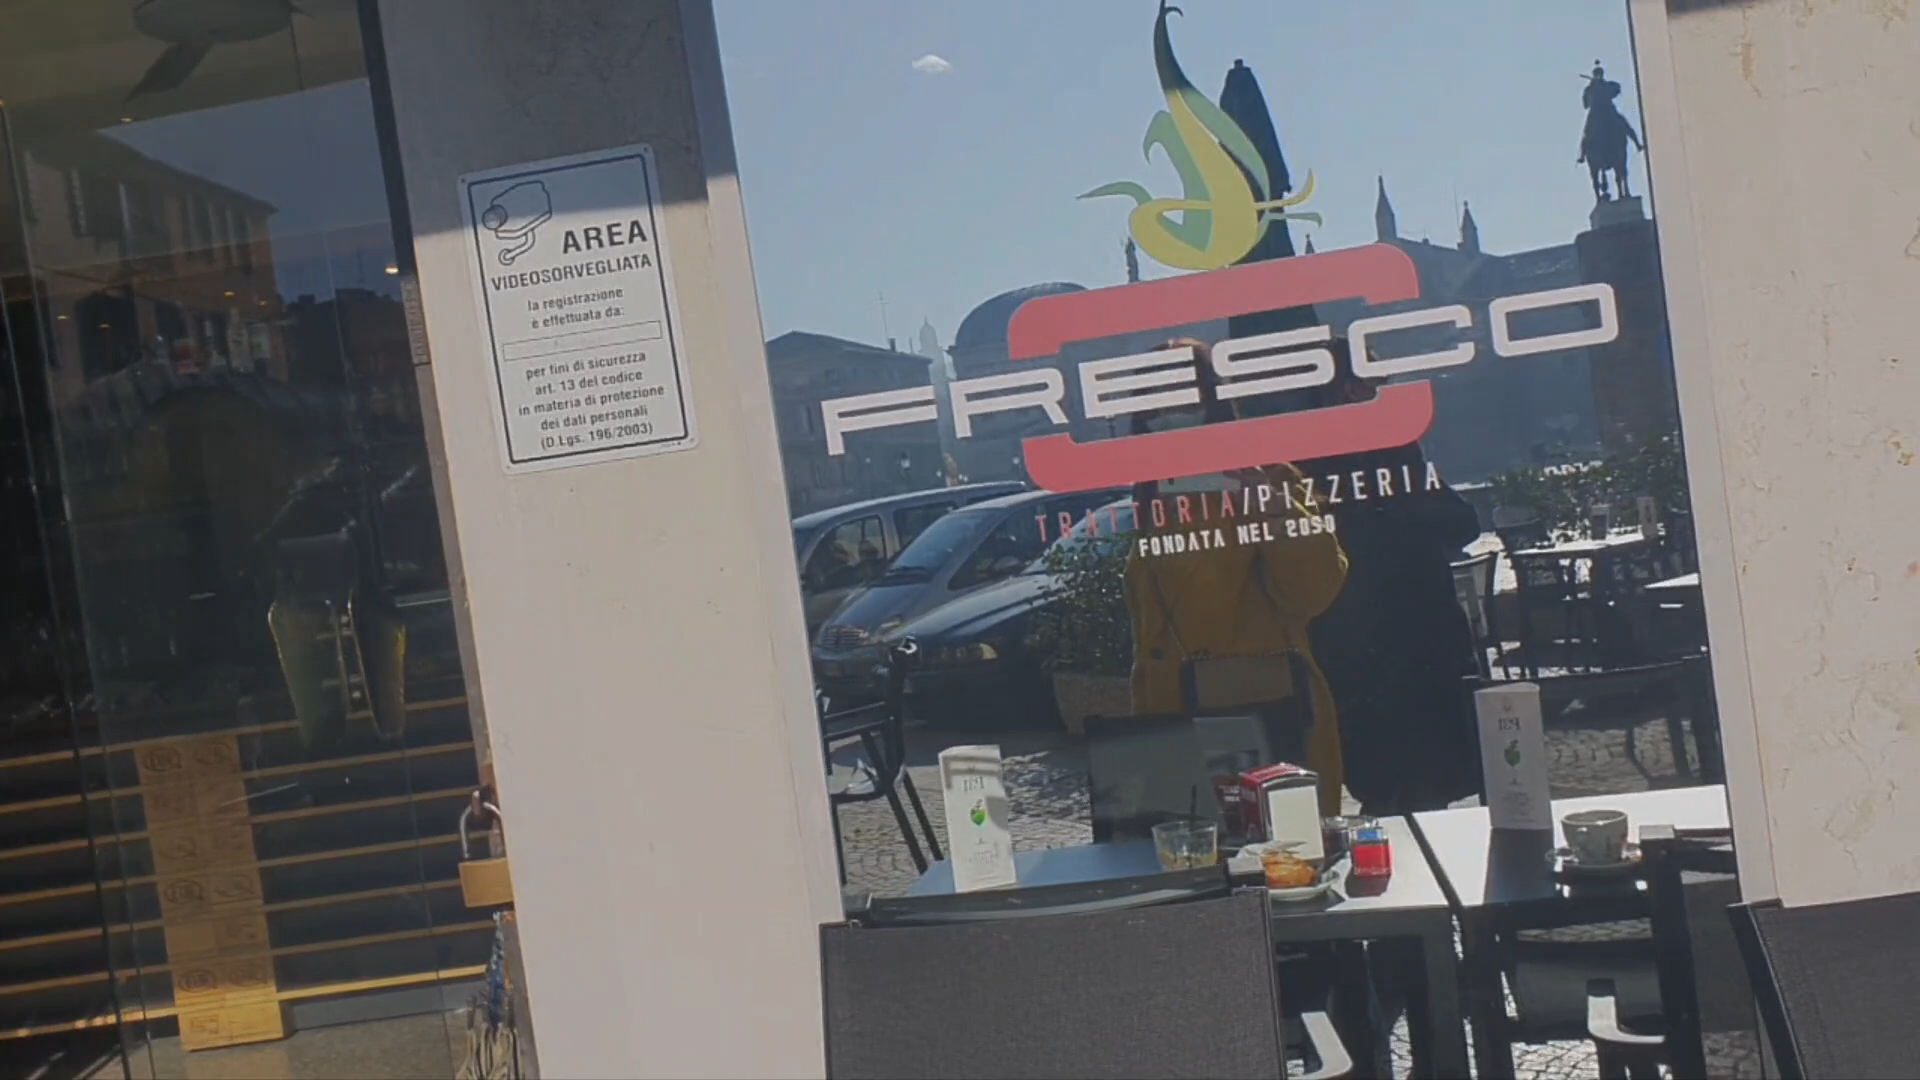 AREA
VIDEOSORVEGLIATA
la registrazione
è effettuata da:
per fini di sicurezza
art. 13 del codice
in materia di protezione
dei dati personali
(D.Lgs. 196/2003)
FRESCO
TRATTORIA/PIZZERIA
FONDATA NEL 2050